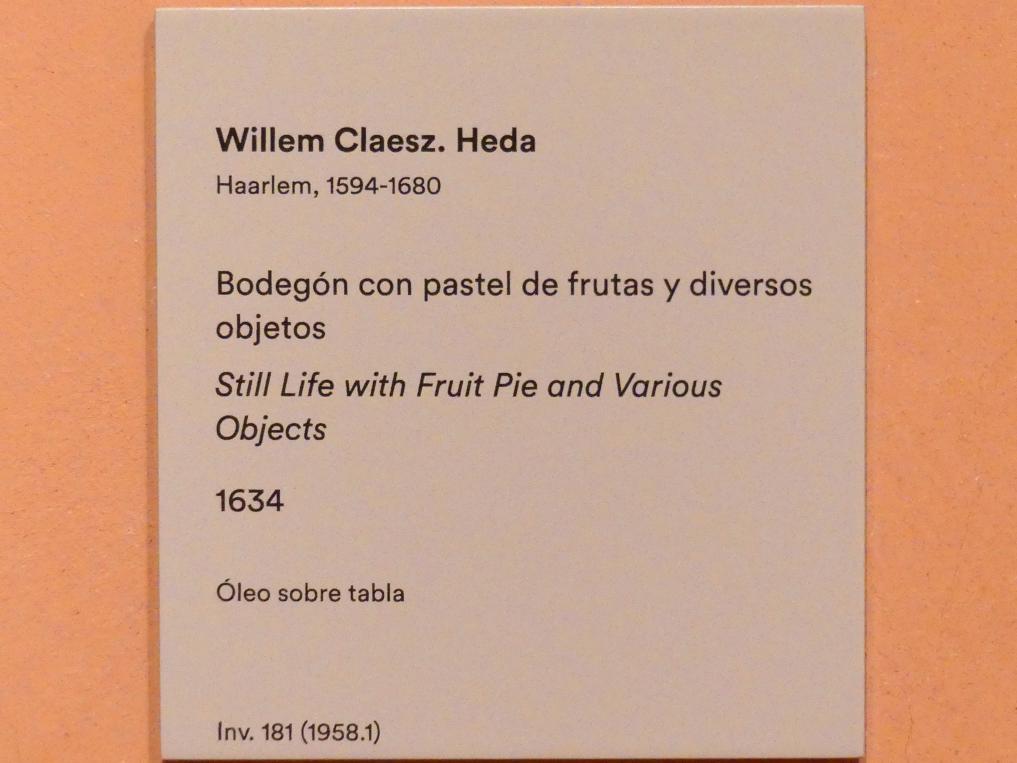 Willem Claesz. Heda
Haarlem, 1594-1680
Bodegón con pastel de frutas y diversos
objetos
Still Life with Fruit Pie and Various
Objects
1634
Óleo sobre tabla
Inv. 181 (1958.1)